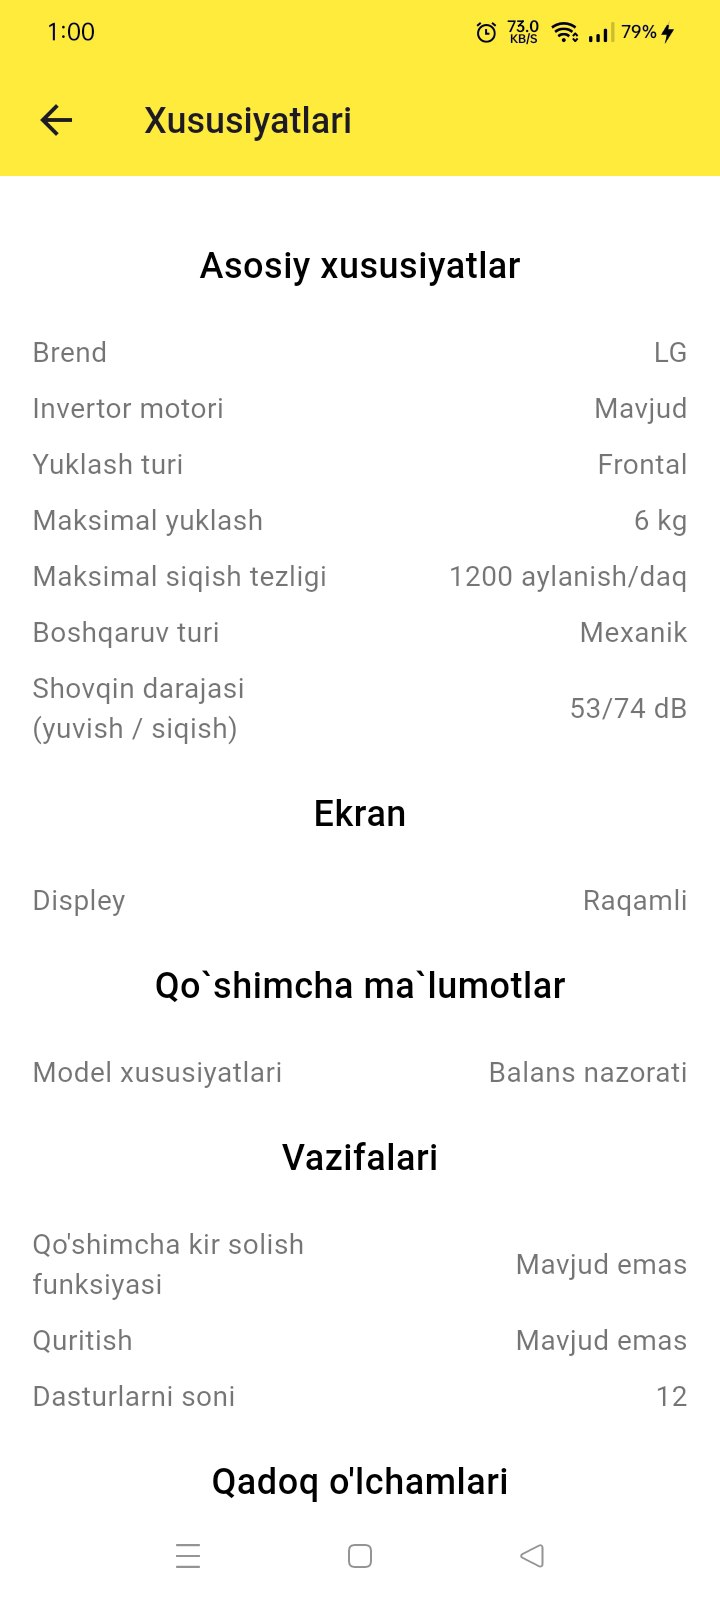 1:00
73.0
KB/S
79%
Xususiyatlari
Asosiy xususiyatlar
Brend LG
Invertor motori Mavjud
Yuklash turi Frontal
Maksimal yuklash 6 kg
Maksimal siqish tezligi 1200 aylanish/daq
Boshqaruv turi Mexanik
Shovqin darajasi
(yuvish / siqish) 53/74 dB
Ekran
Displey Raqamli
Qo`shimcha ma`lumotlar
Model xususiyatlari Balans nazorati
Vazifalari
Qo'shimcha kir solish
funksiyasi Mavjud emas
Quritish Mavjud emas
Dasturlarni soni 12
Qadoq o'lchamlari